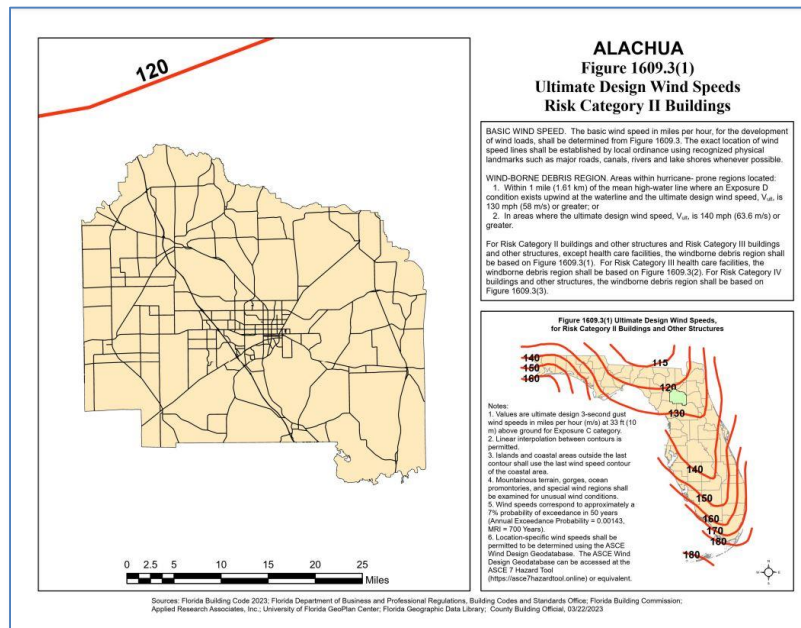 120
ALACHUA
Figure 1609.3(1)
Ultimate Design Wind Speeds
Risk Category II Buildings
BASIC WIND SPEED. The basic wind speed in miles per hour, for the development
of wind loads, shall be determined from Figure 1609.3. The exact location of wind
speed lines shall be established by local ordinance using recognized physical
landmarks such as major roads, canals, rivers and lake shores whenever possible.
WIND-BORNE DEBRIS REGION. Areas within hurricane- prone regions located:
1. Within 1 mile (1.61 km) of the mean high-water line where an Exposure D
condition exists upwind at the waterline and the ultimate design wind speed, Vult, is
130 mph (58 m/s) or greater; or
2. In areas where the ultimate design wind speed, Vult, is 140 mph (63.6 m/s) or
greater.
For Risk Category II buildings and other structures and Risk Category III buildings
and other structures, except health care facilities, the windborne debris region shall
be based on Figure 1609.3(1). For Risk Category III health care facilities, the
windborne debris region shall be based on Figure 1609.3(2). For Risk Category IV
buildings and other structures, the windborne debris region shall be based on
Figure 1609.3(3).
Figure 1609.3(1) Ultimate Design Wind Speeds,
for Risk Category II Buildings and Other Structures
140
150
160
115
120
130
140
150
160
170
180
180
Notes:
1. Values are ultimate design 3-second gust
wind speeds in miles per hour (m/s) at 33 ft (10
m) above ground for Exposure C category.
2. Linear interpolation between contours is
permitted.
3. Islands and coastal areas outside the last
contour shall use the last wind speed contour
of the coastal area.
4. Mountainous terrain, gorges, ocean
promontories, and special wind regions shall
be examined for unusual wind conditions.
5. Wind speeds correspond to approximately a
7% probability of exceedance in 50 years
(Annual Exceedance Probability = 0.00143,
MRI = 700 Years).
6. Location-specific wind speeds shall be
permitted to be determined using the ASCE
Wind Design Geodatabase. The ASCE Wind
Design Geodatabase can be accessed at the
ASCE 7 Hazard Tool
(https://asce7hazardtool.online) or equivalent.
0 2.5 5 10 15 20 25
Miles
Sources: Florida Building Code 2023; Florida Department of Business and Professional Regulations, Building Codes and Standards Office; Florida Building Commission;
Applied Research Associates, Inc.; University of Florida GeoPlan Center; Florida Geographic Data Library; County Building Official, 03/22/2023